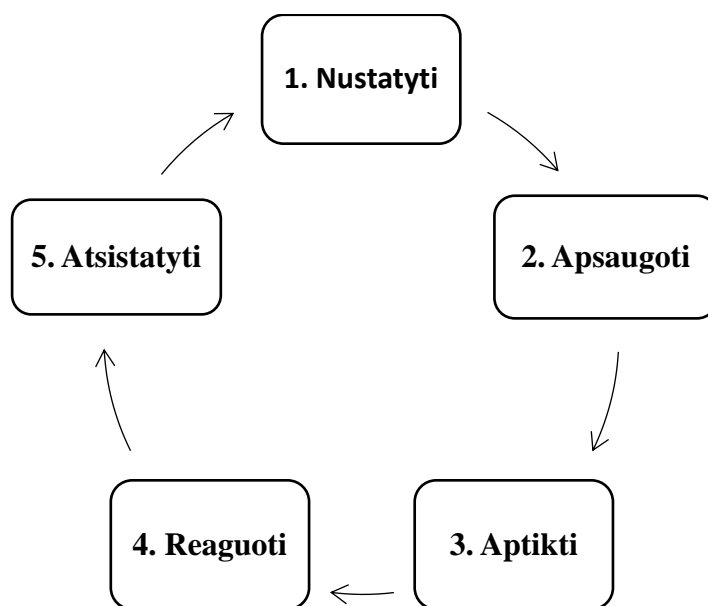 1. Nustatyti
2. Apsaugoti
3. Aptikti
4. Reaguoti
5. Atsistatyti